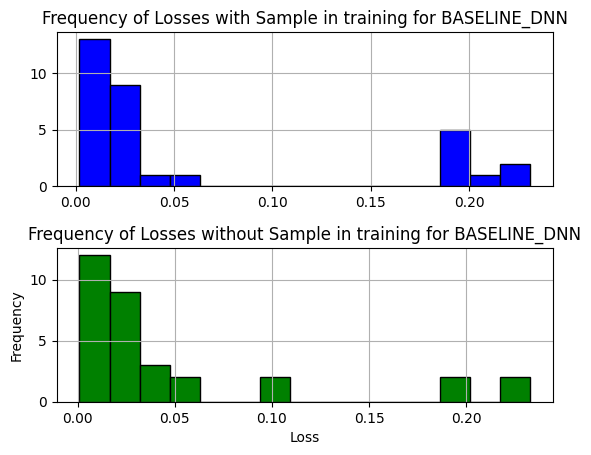 Frequency of Losses with Sample in training for BASELINE_DNN
10
5
0
0.00 0.05 0.10 0.15 0.20
Frequency of Losses without Sample in training for BASELINE_DNN
10
5
0
Frequency
0.00 0.05 0.10 0.15 0.20
Loss